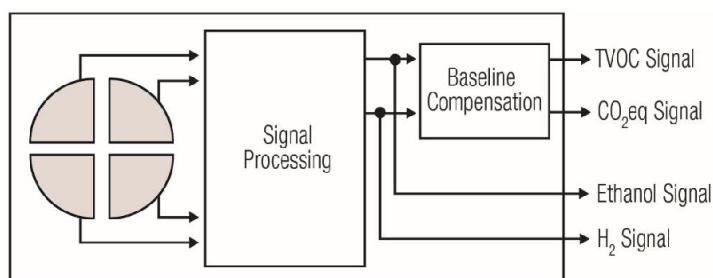 Signal
Processing
Baseline
Compensation
TVOC Signal
CO₂eq Signal
Ethanol Signal
H₂ Signal